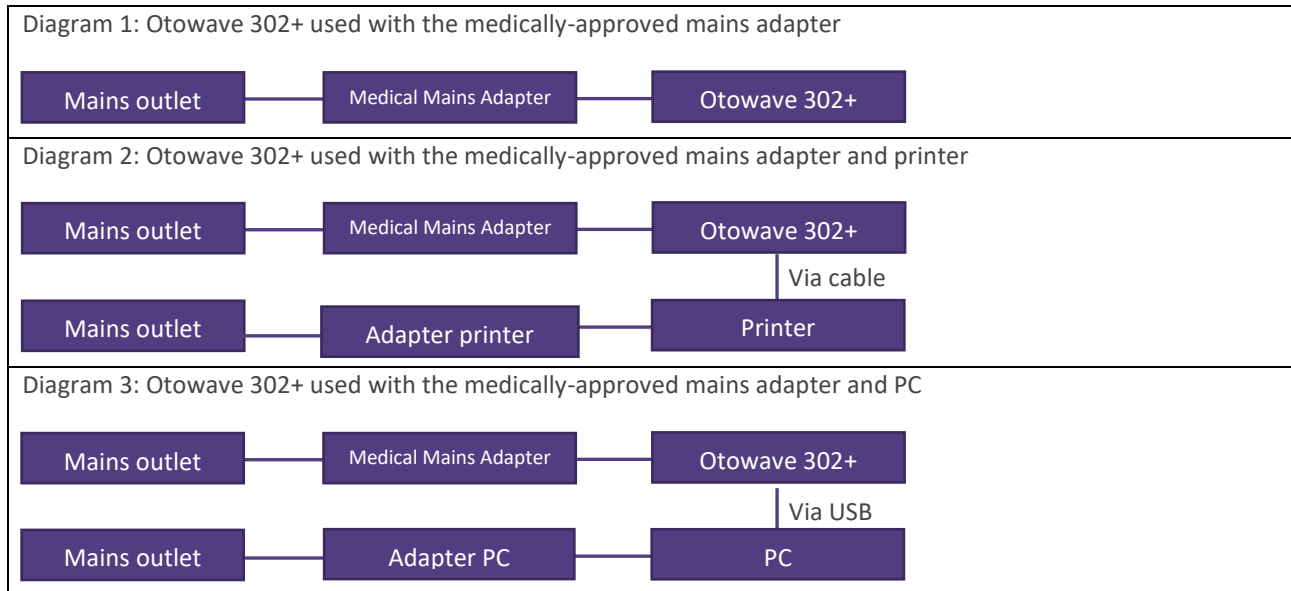 Diagram 1: Otowave 302+ used with the medically-approved mains adapter
Mains outlet
Medical Mains Adapter
Otowave 302+
Diagram 2: Otowave 302+ used with the medically-approved mains adapter and printer
Mains outlet
Medical Mains Adapter
Otowave 302+
Via cable
Mains outlet
Adapter printer
Printer
Diagram 3: Otowave 302+ used with the medically-approved mains adapter and PC
Mains outlet
Medical Mains Adapter
Otowave 302+
Via USB
Mains outlet
Adapter PC
PC